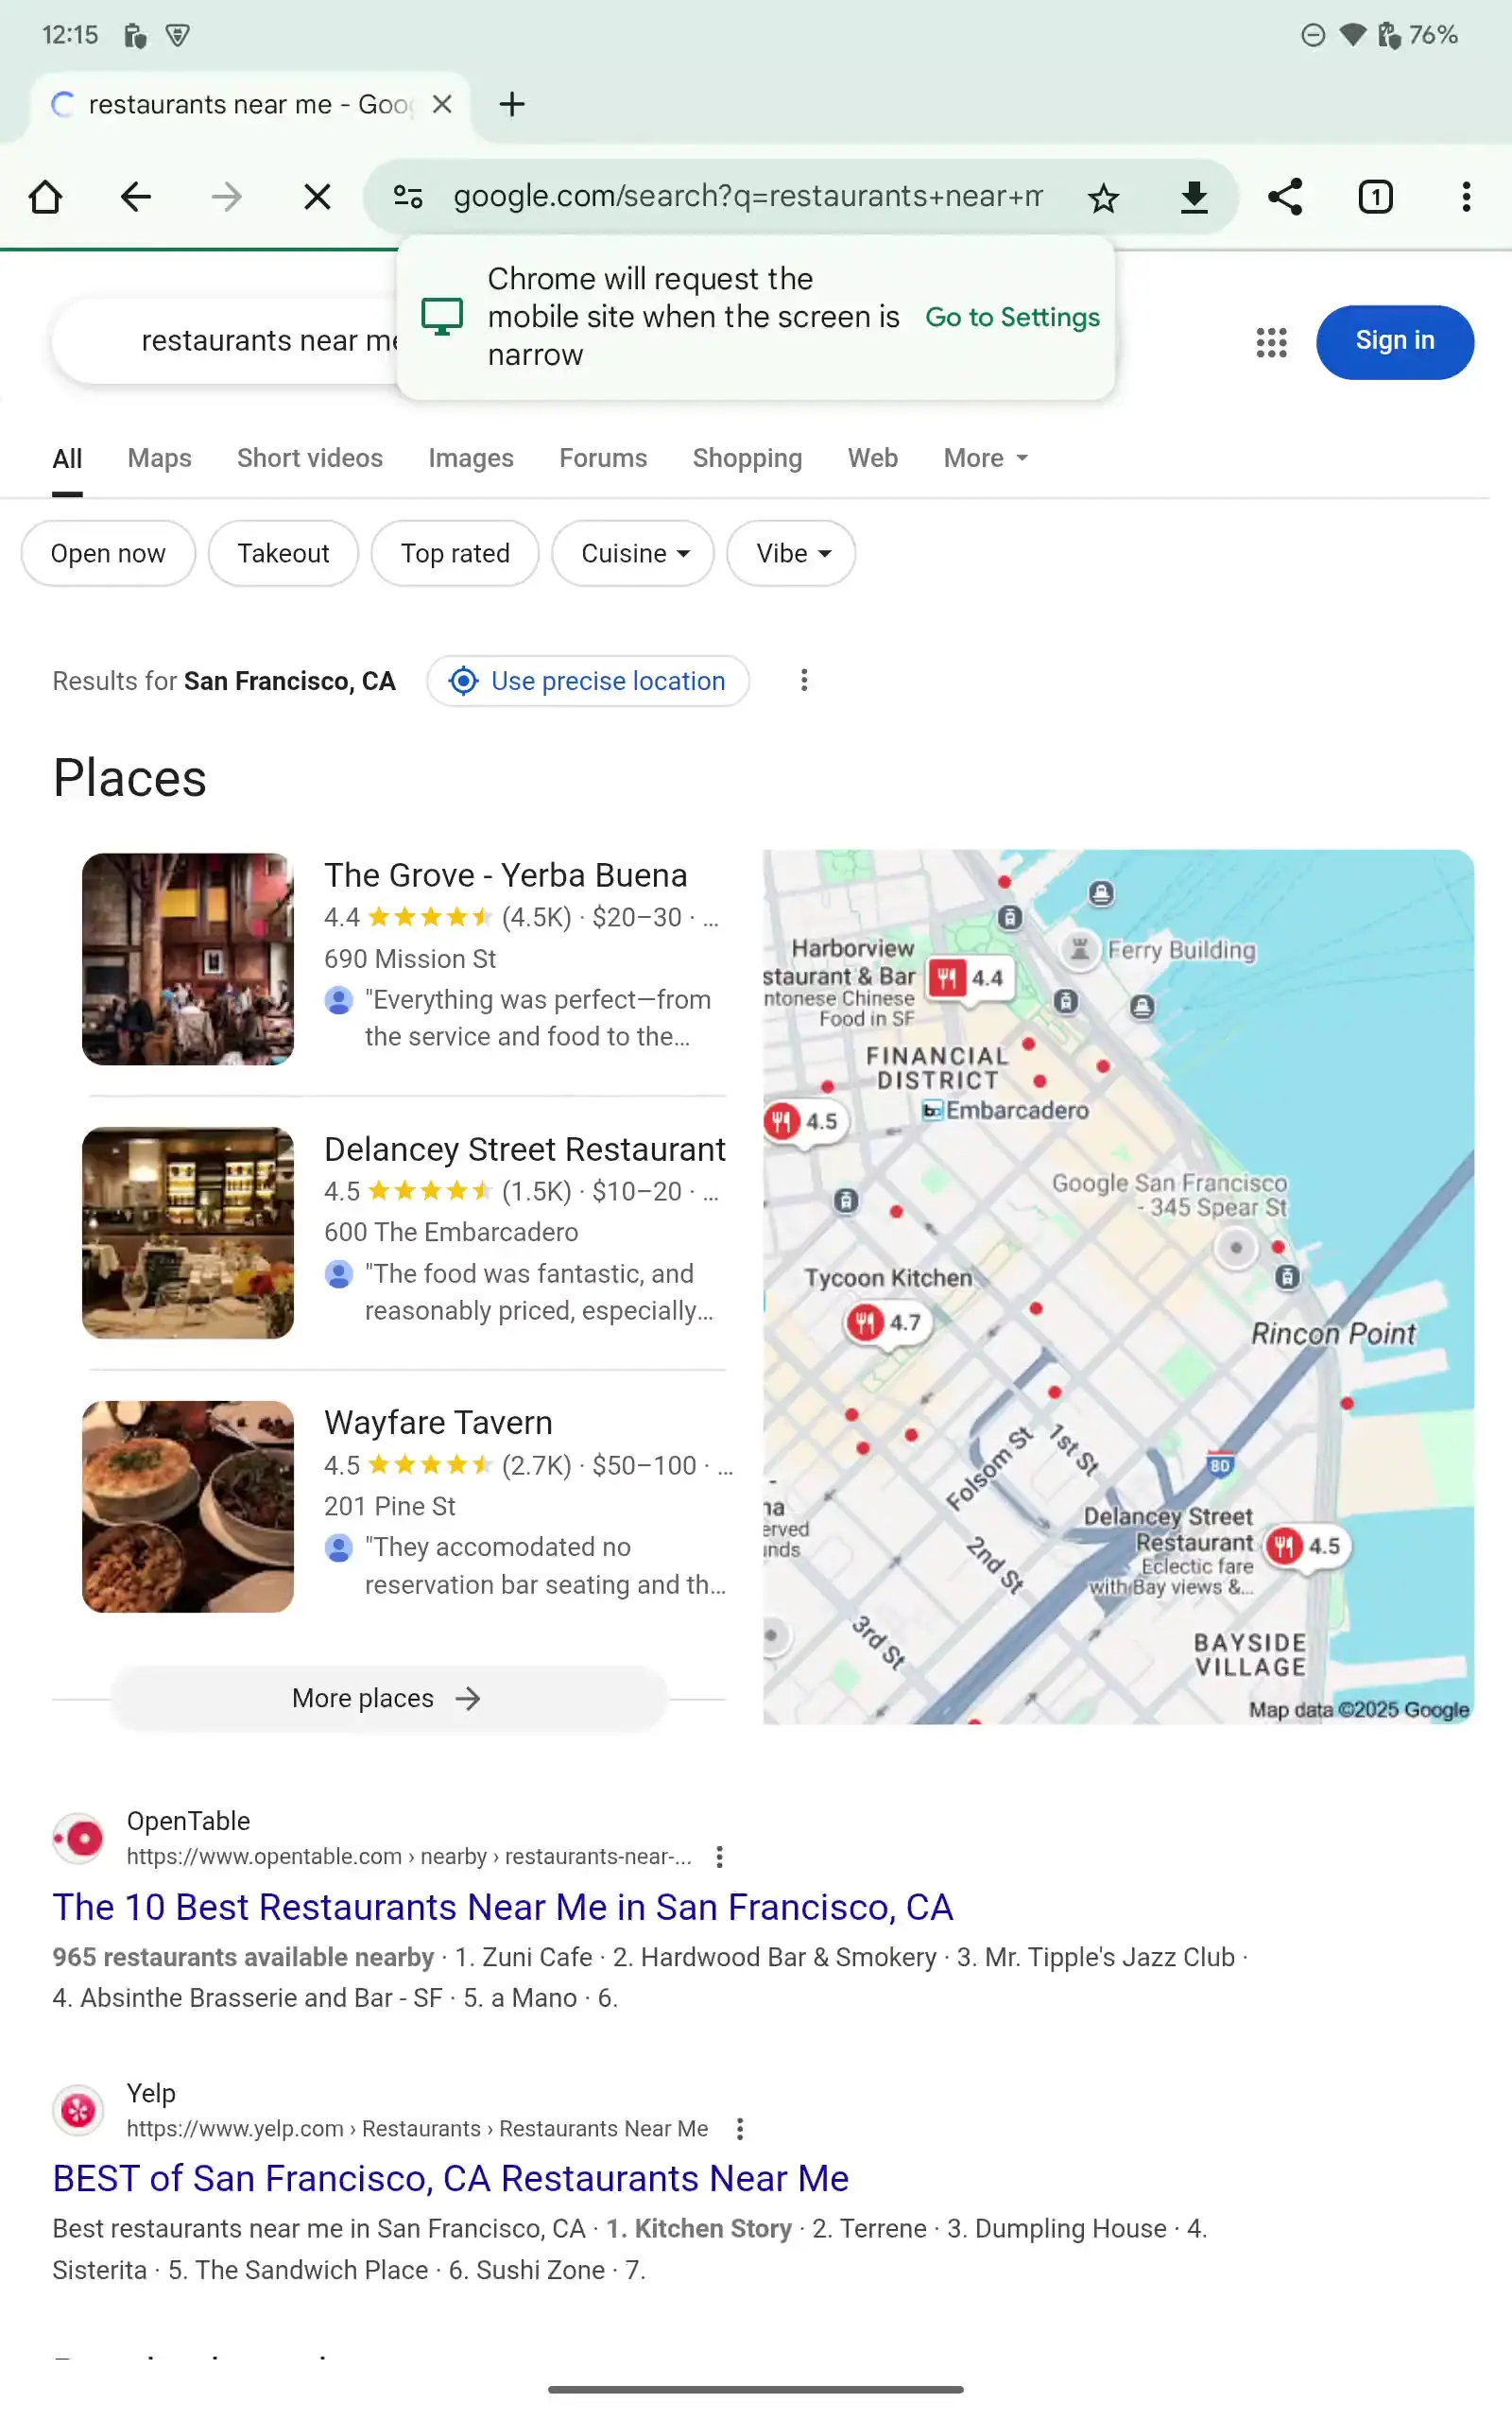 12:15
76%
restaurants near me - Goo
google.com/search?q=restaurants+near+m
1
Chrome will request the
mobile site when the screen is
narrow
Go to Settings
restaurants near me
Sign in
All
Maps
Short videos
Images
Forums
Shopping
Web
More
Open now
Takeout
Top rated
Cuisine
Vibe
Results for San Francisco, CA
Use precise location
Places
The Grove - Yerba Buena
4.4 (4.5K) · $20–30 · ...
690 Mission St
"Everything was perfect—from
the service and food to the...
Delancey Street Restaurant
4.5 (1.5K) · $10–20 · ...
600 The Embarcadero
"The food was fantastic, and
reasonably priced, especially...
Wayfare Tavern
4.5 (2.7K) · $50–100 · ...
201 Pine St
"They accomodated no
reservation bar seating and th...
More places
Ferry Building
Harborview
staurant & Bar
4.4
ntonese Chinese
Food in SF
FINANCIAL
DISTRICT
Embarcadero
4.5
Google San Francisco
- 345 Spear St
Tycoon Kitchen
4.7
Rincon Point
Folsom St
1st St
80
na
erved
unds
2nd St
Delancey Street
Restaurant
4.5
Eclectic fare
with Bay views &...
3rd St
BAYSIDE
VILLAGE
Map data ©2025 Google
OpenTable
https://www.opentable.com › nearby › restaurants-near-...
The 10 Best Restaurants Near Me in San Francisco, CA
965 restaurants available nearby · 1. Zuni Cafe · 2. Hardwood Bar & Smokery · 3. Mr. Tipple's Jazz Club ·
4. Absinthe Brasserie and Bar - SF · 5. a Mano · 6.
Yelp
https://www.yelp.com › Restaurants › Restaurants Near Me
BEST of San Francisco, CA Restaurants Near Me
Best restaurants near me in San Francisco, CA · 1. Kitchen Story · 2. Terrene · 3. Dumpling House · 4.
Sisterita · 5. The Sandwich Place · 6. Sushi Zone · 7.